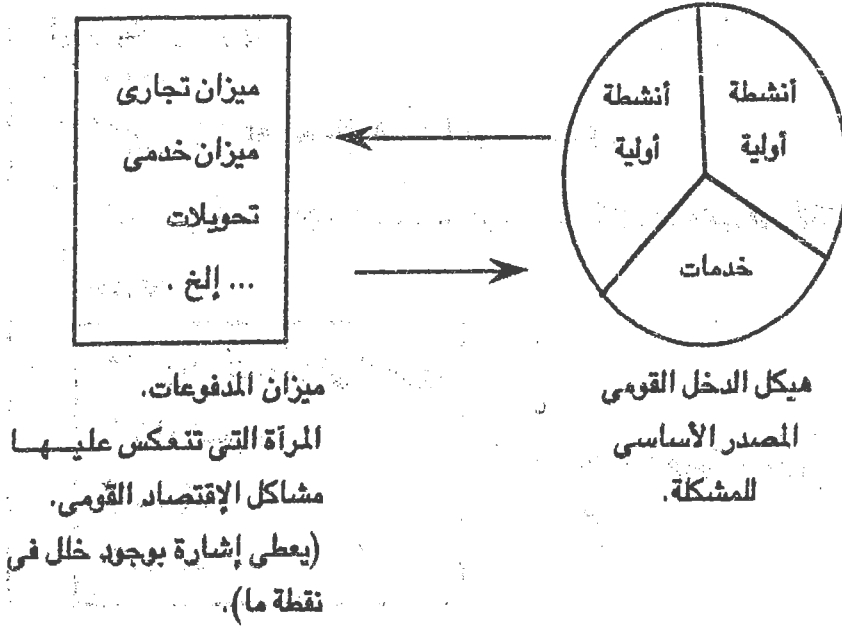 أنشطة
أولية
أنشطة
أولية
خدمات
هيكل الدخل القومى
المصدر الأساسى
للمشكلة.
ميزان تجارى
ميزان خدمى
تحويلات
... إلخ .
ميزان المدفوعات.
المرآة التي تنعكس عليها
مشاكل الإقتصاد القومى.
(يعطى إشارة بوجود خلل فى
نقطة ما).